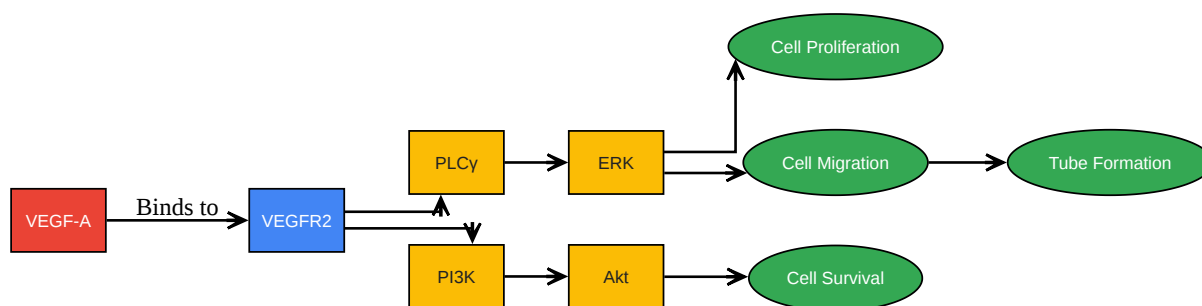 VEGF-A
Binds to
VEGFR2
PLCγ
ERK
Cell Proliferation
Cell Migration
Tube Formation
PI3K
Akt
Cell Survival